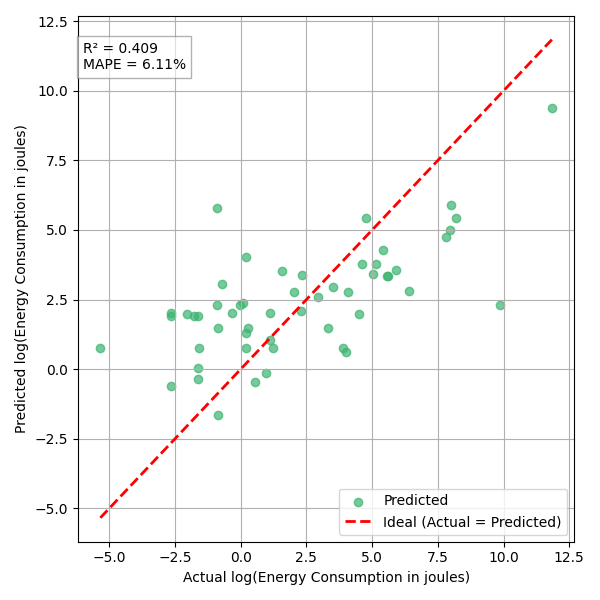 R² = 0.409
MAPE = 6.11%
12.5
10.0
7.5
5.0
2.5
0.0
−2.5
−5.0
Predicted log(Energy Consumption in joules)
Predicted
Ideal (Actual = Predicted)
−5.0 −2.5 0.0 2.5 5.0 7.5 10.0 12.5
Actual log(Energy Consumption in joules)